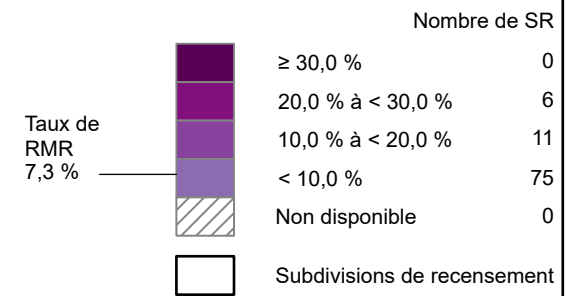 Nombre de SR
≥ 30,0 % 0
20,0 % à < 30,0 % 6
10,0 % à < 20,0 % 11
< 10,0 % 75
Non disponible 0
Taux de
RMR
7,3 %
Subdivisions de recensement